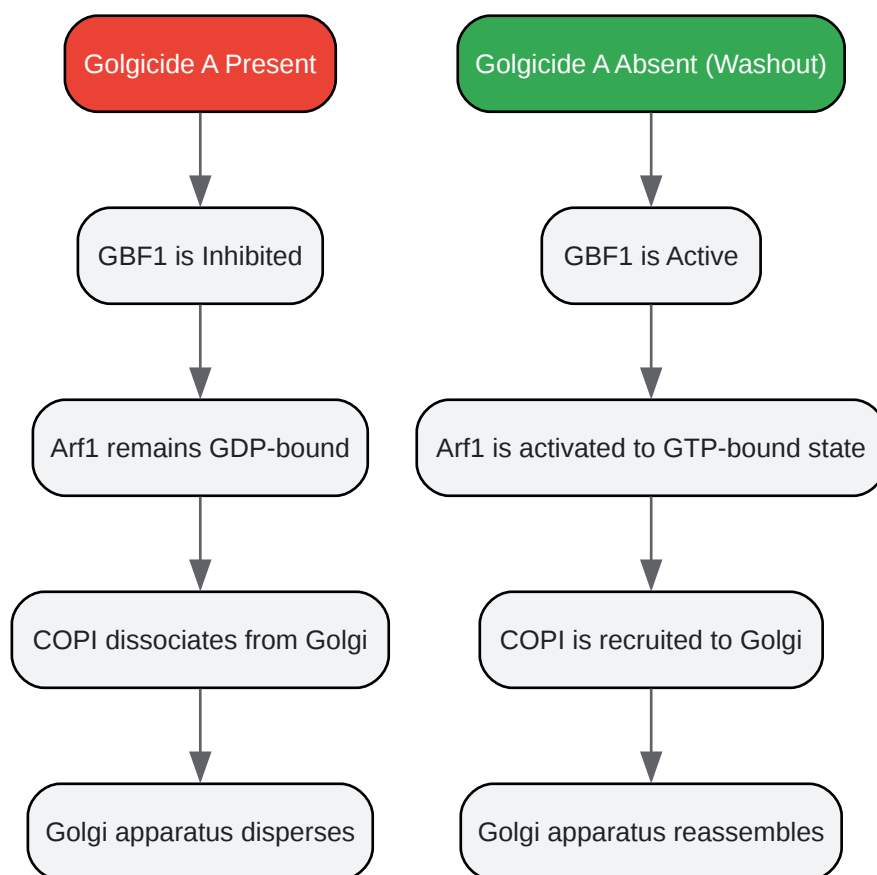 Golgicide A Present
Golgicide A Absent (Washout)
GBF1 is Inhibited
GBF1 is Active
Arf1 remains GDP-bound
Arf1 is activated to GTP-bound state
COPI dissociates from Golgi
COPI is recruited to Golgi
Golgi apparatus disperses
Golgi apparatus reassembles